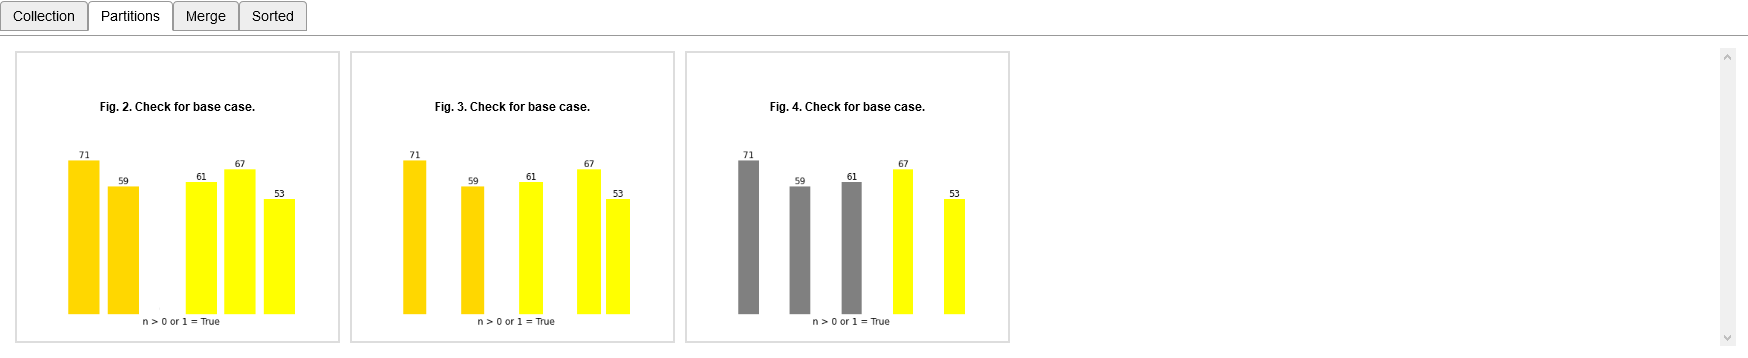 Collection Partitions Merge Sorted
Fig. 2. Check for base case.
71 59 61 67 53
n > 0 or 1 = True
Fig. 3. Check for base case.
71 59 61 67 53
n > 0 or 1 = True
Fig. 4. Check for base case.
71 59 61 67 53
n > 0 or 1 = True